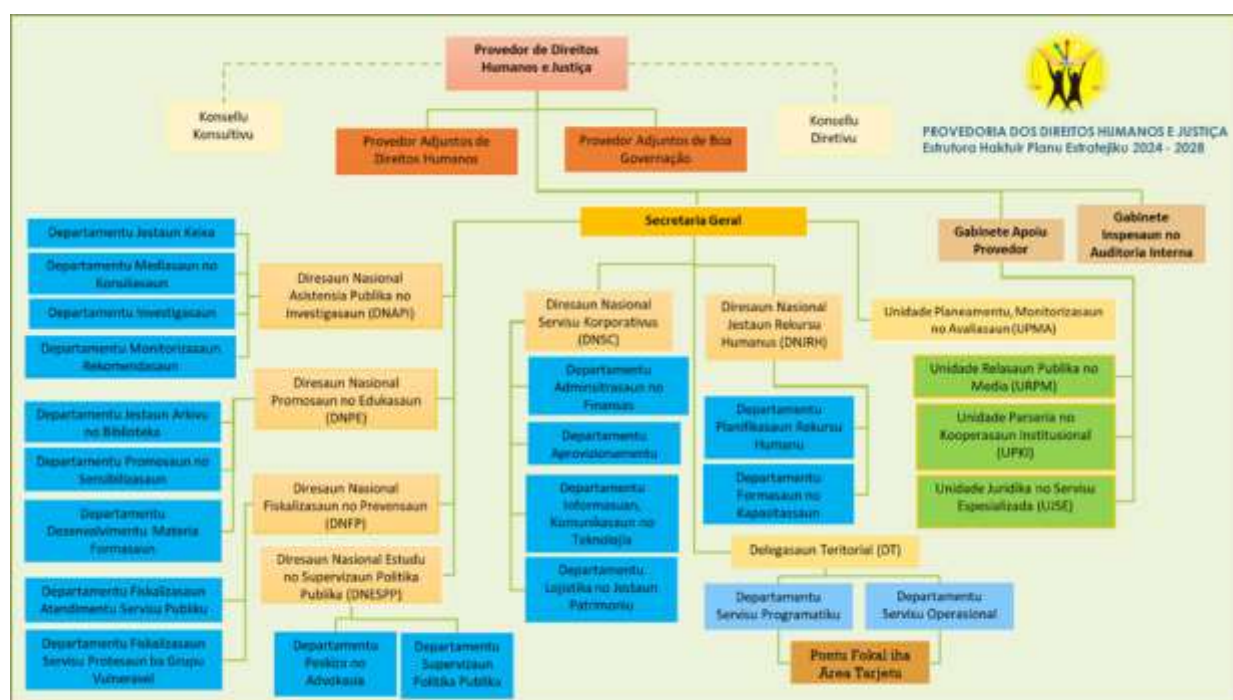 Provedor de Direitos
Humanos e Justiça
Konsellu
Konsultivu
Konsellu
Diretivu
Provedor Adjuntos de
Direitos Humanos
Provedor Adjuntos de Boa
Governação
PROVEDORIA DOS DIREITOS HUMANOS E JUSTIÇA
Estrutura Haktuir Planu Estratejiku 2024 - 2028
Secretaria Geral
Gabinete Apoiu
Provedor
Gabinete
Inspesaun no
Auditoria Interna
Departamentu Jestaun Keixa
Departamentu Mediasaun no
Konsiliasaun
Departamentu Investigasaun
Departamentu Monitorizasaun
Rekomendasaun
Diresaun Nasional
Asistensia Publika no
Investigasaun (DNAPI)
Departamentu Jestaun Arkivu
no Biblioteka
Departamentu Promosaun no
Sensibilizasaun
Departamentu
Dezenvolvimentu Materia
Formasaun
Diresaun Nasional
Promosaun no Edukasaun
(DNPE)
Diresaun Nasional
Fiskalizasaun no Prevensaun
(DNFP)
Departamentu Fiskalizasaun
Atendimentu Servisu Publiku
Departamentu Fiskalizasaun
Servisu Protesaun ba Grupu
Vulneravel
Diresaun Nasional Estudu
no Supervizaun Politika
Publika (DNESPP)
Departamentu
Peskiza no
Advokasia
Departamentu
Supervizaun
Politika Publika
Diresaun Nasional
Servisu Korporativus
(DNSC)
Departamentu
Adminsitrasaun no
Finansas
Departamentu
Aprovizionamentu
Departamentu
Informasaun,
Komunikasaun no
Teknolojia
Departamentu
Lojistika no Jestaun
Patrimoniu
Diresaun Nasional
Jestaun Rekursu
Humanus (DNJRH)
Departamentu
Planifikasaun Rekursu
Humanu
Departamentu
Formasaun no
Kapasitasaun
Unidade Planeamentu, Monitorizasaun
no Avaliasaun (UPMA)
Unidade Relasaun Publika no
Media (URPM)
Unidade Parseria no
Kooperasaun Institusional
(UPKI)
Unidade Juridika no Servisu
Espesializada (UJSE)
Delegasaun Teritorial (DT)
Departamentu
Servisu Programatiku
Departamentu
Servisu Operasional
Pontu Fokal iha
Area Tarjetu